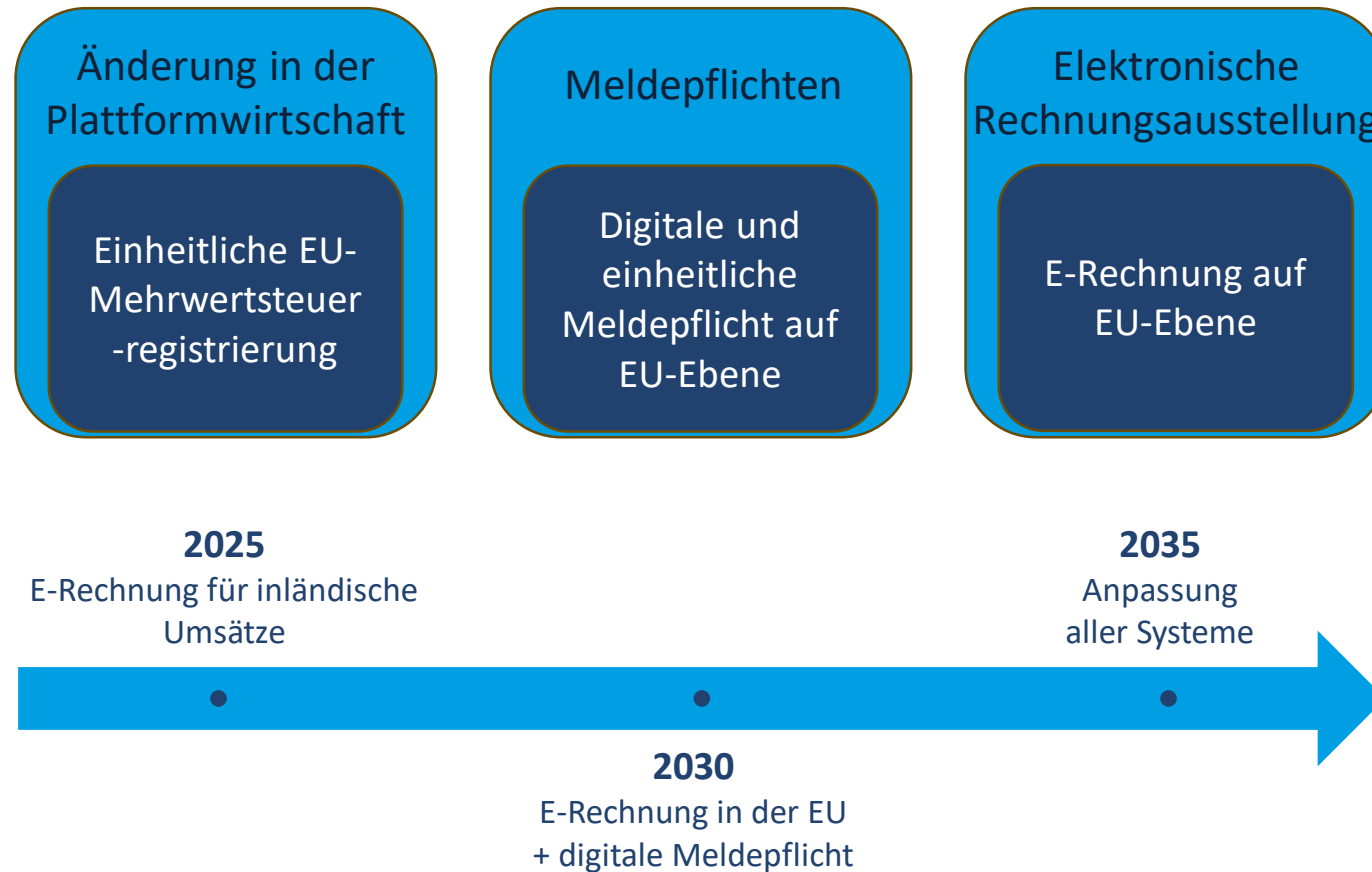 Änderung in der
Plattformwirtschaft
Einheitliche EU-
Mehrwertsteuer
-registrierung
Meldepflichten
Digitale und
einheitliche
Meldepflicht auf
EU-Ebene
Elektronische
Rechnungsausstellung
E-Rechnung auf
EU-Ebene
2025
E-Rechnung für inländische
Umsätze
2035
Anpassung
aller Systeme
2030
E-Rechnung in der EU
+ digitale Meldepflicht